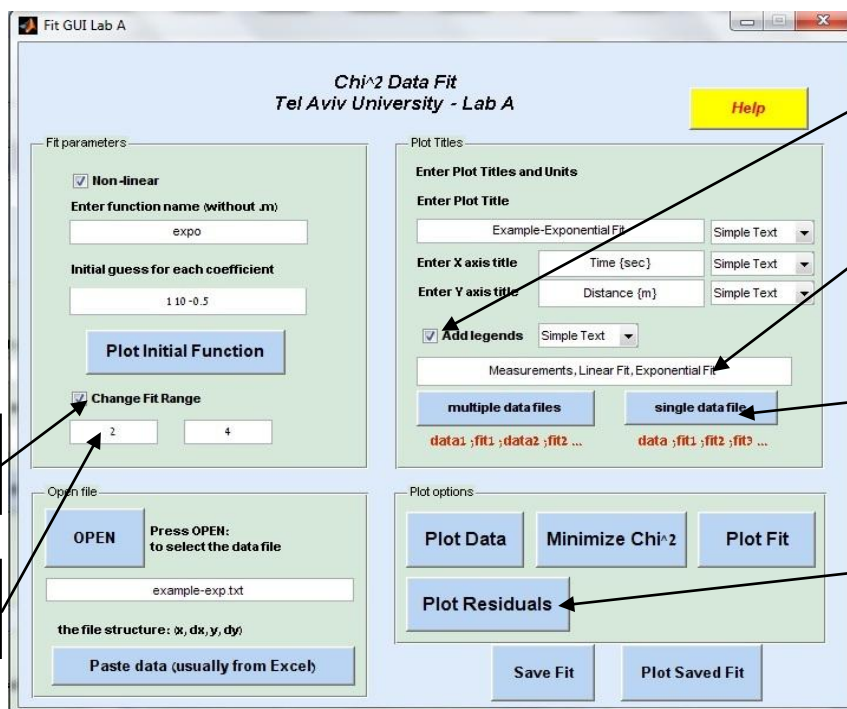 Fit GUI Lab A
Chi^2 Data Fit
Tel Aviv University - Lab A
Help
Fit parameters
Non-linear
Enter function name (without .m)
expo
Initial guess for each coefficient
1 10 -0.5
Plot Initial Function
Change Fit Range
2 4
Plot Titles
Enter Plot Titles and Units
Enter Plot Title
Example-Exponential Fit Simple Text
Enter X axis title Time {sec} Simple Text
Enter Y axis title Distance {m} Simple Text
Add legends Simple Text
Measurements, Linear Fit, Exponential Fit
multiple data files single data file
data1 ;fit1 ;data2 ;fit2 ... data ;fit1 ;fit2 ;fit3 ...
Open file
OPEN
Press OPEN:
to select the data file
example-exp.txt
the file structure: (x, dx, y, dy)
Paste data (usually from Excel)
Plot options
Plot Data Minimize Chi^2 Plot Fit
Plot Residuals
Save Fit Plot Saved Fit